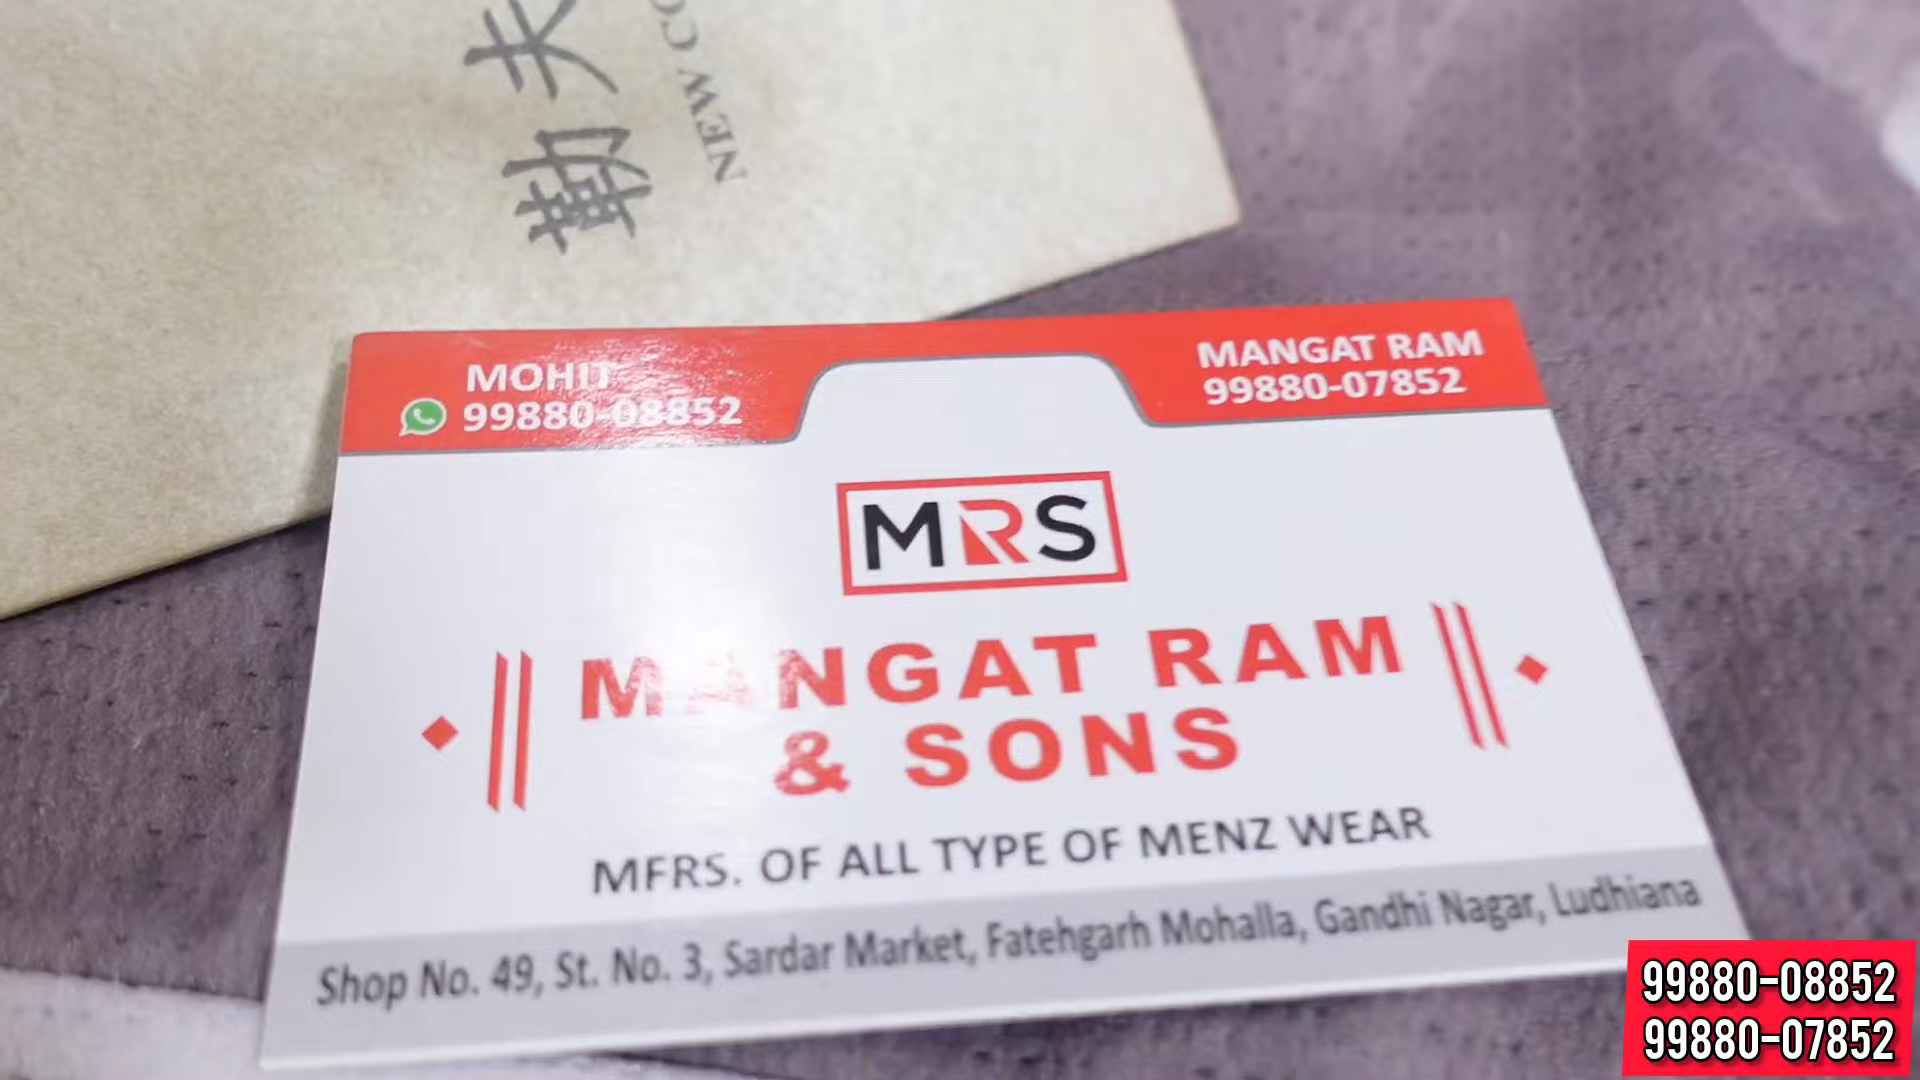 NEW CO
MOHIT
99880-08852
MANGAT RAM
99880-07852
MRS
MANGAT RAM
& SONS
MFRS. OF ALL TYPE OF MENZ WEAR
Shop No. 49, St. No. 3, Sardar Market, Fatehgarh Mohalla, Gandhi Nagar, Ludhiana
99880-08852
99880-07852